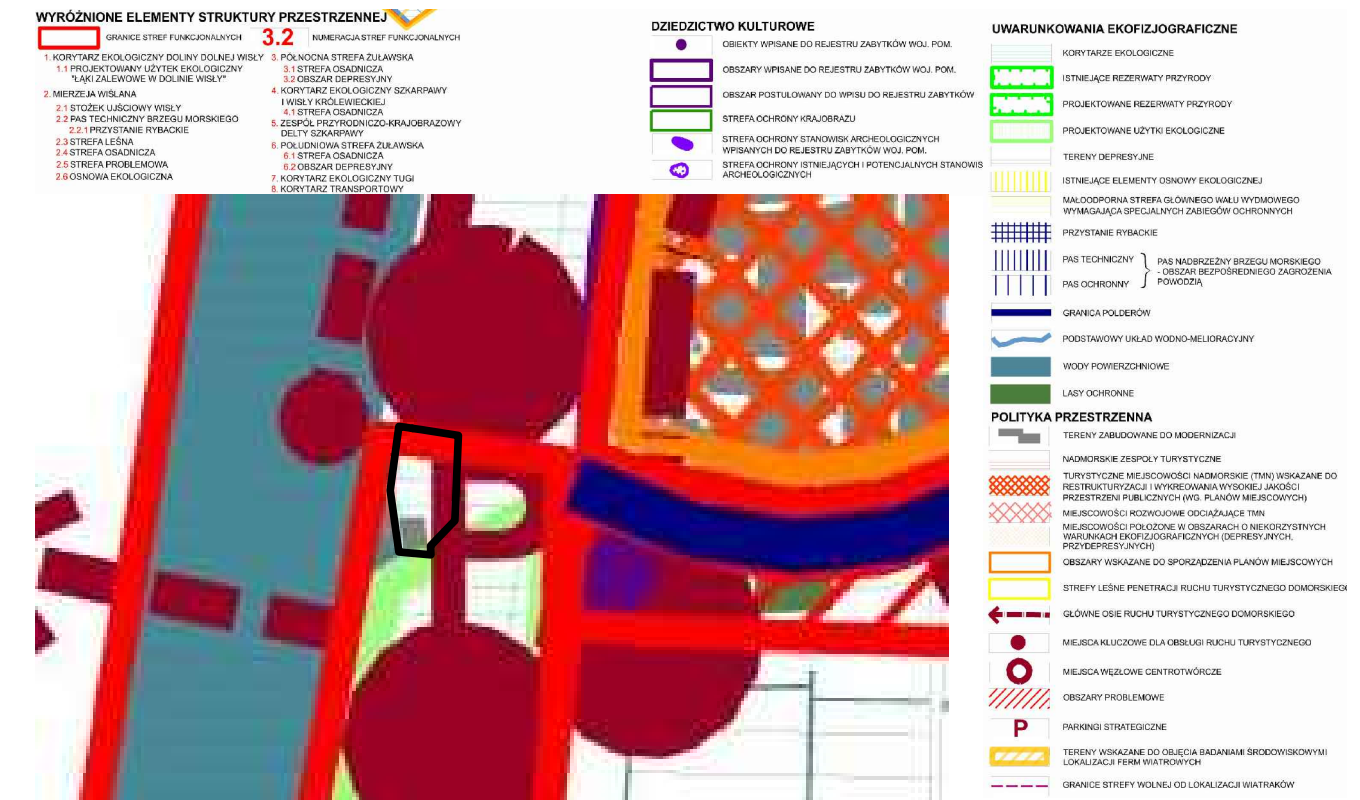 WYRÓŻNIONE ELEMENTY STRUKTURY PRZESTRZENNEJ
GRANICE STREF FUNKCJONALNYCH
3.2 NUMERACJA STREF FUNKCJONALNYCH
1. KORYTARZ EKOLOGICZNY DOLINY DOLNEJ WISŁY
1.1 PROJEKTOWANY UŻYTEK EKOLOGICZNY
"ŁĄKI ZALEWOWE W DOLINIE WISŁY"
2. MIERZEJA WIŚLANA
2.1 STOŻEK UJŚCIOWY WISŁY
2.2 PAS TECHNICZNY BRZEGU MORSKIEGO
2.2.1 PRZYSTANIE RYBACKIE
2.3 STREFA LEŚNA
2.4 STREFA OSADNICZA
2.5 STREFA PROBLEMOWA
2.6 OSNOWA EKOLOGICZNA
3. PÓŁNOCNA STREFA ŻUŁAWSKA
3.1 STREFA OSADNICZA
3.2 OBSZAR DEPRESYJNY
4. KORYTARZ EKOLOGICZNY SZKARPAWY
I WISŁY KRÓLEWIECKIEJ
4.1 STREFA OSADNICZA
5. ZESPÓŁ PRZYRODNICZO-KRAJOBRAZOWY
DELTY SZKARPAWY
6. POŁUDNIOWA STREFA ŻUŁAWSKA
6.1 STREFA OSADNICZA
6.2 OBSZAR DEPRESYJNY
7. KORYTARZ EKOLOGICZNY TUGI
8. KORYTARZ TRANSPORTOWY
DZIEDZICTWO KULTUROWE
OBIEKTY WPISANE DO REJESTRU ZABYTKÓW WOJ. POM.
OBSZARY WPISANE DO REJESTRU ZABYTKÓW WOJ. POM.
OBSZAR POSTULOWANY DO WPISU DO REJESTRU ZABYTKÓW
STREFA OCHRONY KRAJOBRAZU
STREFA OCHRONY STANOWISK ARCHEOLOGICZNYCH
WPISANYCH DO REJESTRU ZABYTKÓW WOJ. POM.
STREFA OCHRONY ISTNIEJĄCYCH I POTENCJALNYCH STANOWIS
ARCHEOLOGICZNYCH
UWARUNKOWANIA EKOFIZJOGRAFICZNE
KORYTARZE EKOLOGICZNE
ISTNIEJĄCE REZERWATY PRZYRODY
PROJEKTOWANE REZERWATY PRZYRODY
PROJEKTOWANE UŻYTKI EKOLOGICZNE
TERENY DEPRESYJNE
ISTNIEJĄCE ELEMENTY OSNOWY EKOLOGICZNEJ
MAŁOODPORNA STREFA GŁÓWNEGO WAŁU WYDMOWEGO
WYMAGAJĄCA SPECJALNYCH ZABIEGÓW OCHRONNYCH
PRZYSTANIE RYBACKIE
PAS TECHNICZNY
PAS OCHRONNY
PAS NADBRZEŻNY BRZEGU MORSKIEGO
- OBSZAR BEZPOŚREDNIEGO ZAGROŻENIA
POWODZIĄ
GRANICA POLDERÓW
PODSTAWOWY UKŁAD WODNO-MELIORACYJNY
WODY POWIERZCHNIOWE
LASY OCHRONNE
POLITYKA PRZESTRZENNA
TERENY ZABUDOWANE DO MODERNIZACJI
NADMORSKIE ZESPOŁY TURYSTYCZNE
TURYSTYCZNE MIEJSCOWOŚCI NADMORSKIE (TMN) WSKAZANE DO
RESTRUKTURYZACJI I WYKREOWANIA WYSOKIEJ JAKOŚCI
PRZESTRZENI PUBLICZNYCH (WG. PLANÓW MIEJSCOWYCH)
MIEJSCOWOŚCI ROZWOJOWE ODCIĄŻAJĄCE TMN
MIEJSCOWOŚCI POŁOŻONE W OBSZARACH O NIEKORZYSTNYCH
WARUNKACH EKOFIZJOGRAFICZNYCH (DEPRESYJNYCH,
PRZYDEPRESYJNYCH)
OBSZARY WSKAZANE DO SPORZĄDZENIA PLANÓW MIEJSCOWYCH
STREFY LEŚNE PENETRACJI RUCHU TURYSTYCZNEGO DOMORSKIEGO
GŁÓWNE OSIE RUCHU TURYSTYCZNEGO DOMORSKIEGO
MIEJSCA KLUCZOWE DLA OBSŁUGI RUCHU TURYSTYCZNEGO
MIEJSCA WĘZŁOWE CENTROTWÓRCZE
OBSZARY PROBLEMOWE
P PARKINGI STRATEGICZNE
TERENY WSKAZANE DO OBJĘCIA BADANIAMI ŚRODOWISKOWYMI
LOKALIZACJI FERM WIATROWYCH
GRANICE STREFY WOLNEJ OD LOKALIZACJI WIATRAKÓW